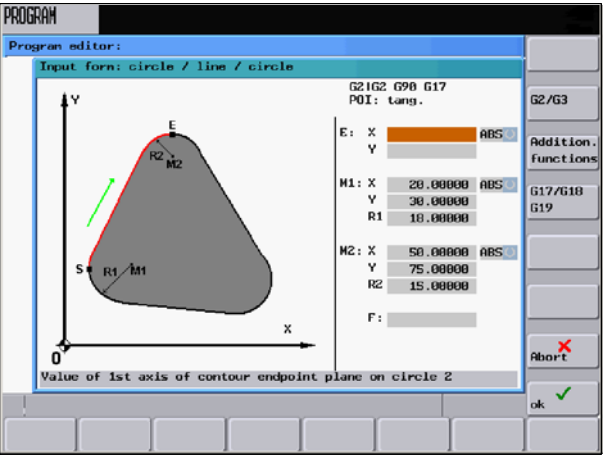 PROGRAM
Program editor:
Input form: circle / line / circle
G2|G2 G90 G17
POI: tang.
Y
E
R2
M2
S
R1
M1
X
0
E: X ABS
Y
M1: X 20.00000 ABS
Y 30.00000
R1 18.00000
M2: X 50.00000 ABS
Y 75.00000
R2 15.00000
F:
Value of 1st axis of contour endpoint plane on circle 2
G2/G3
Addition.
functions
G17/G18
G19
Abort
ok